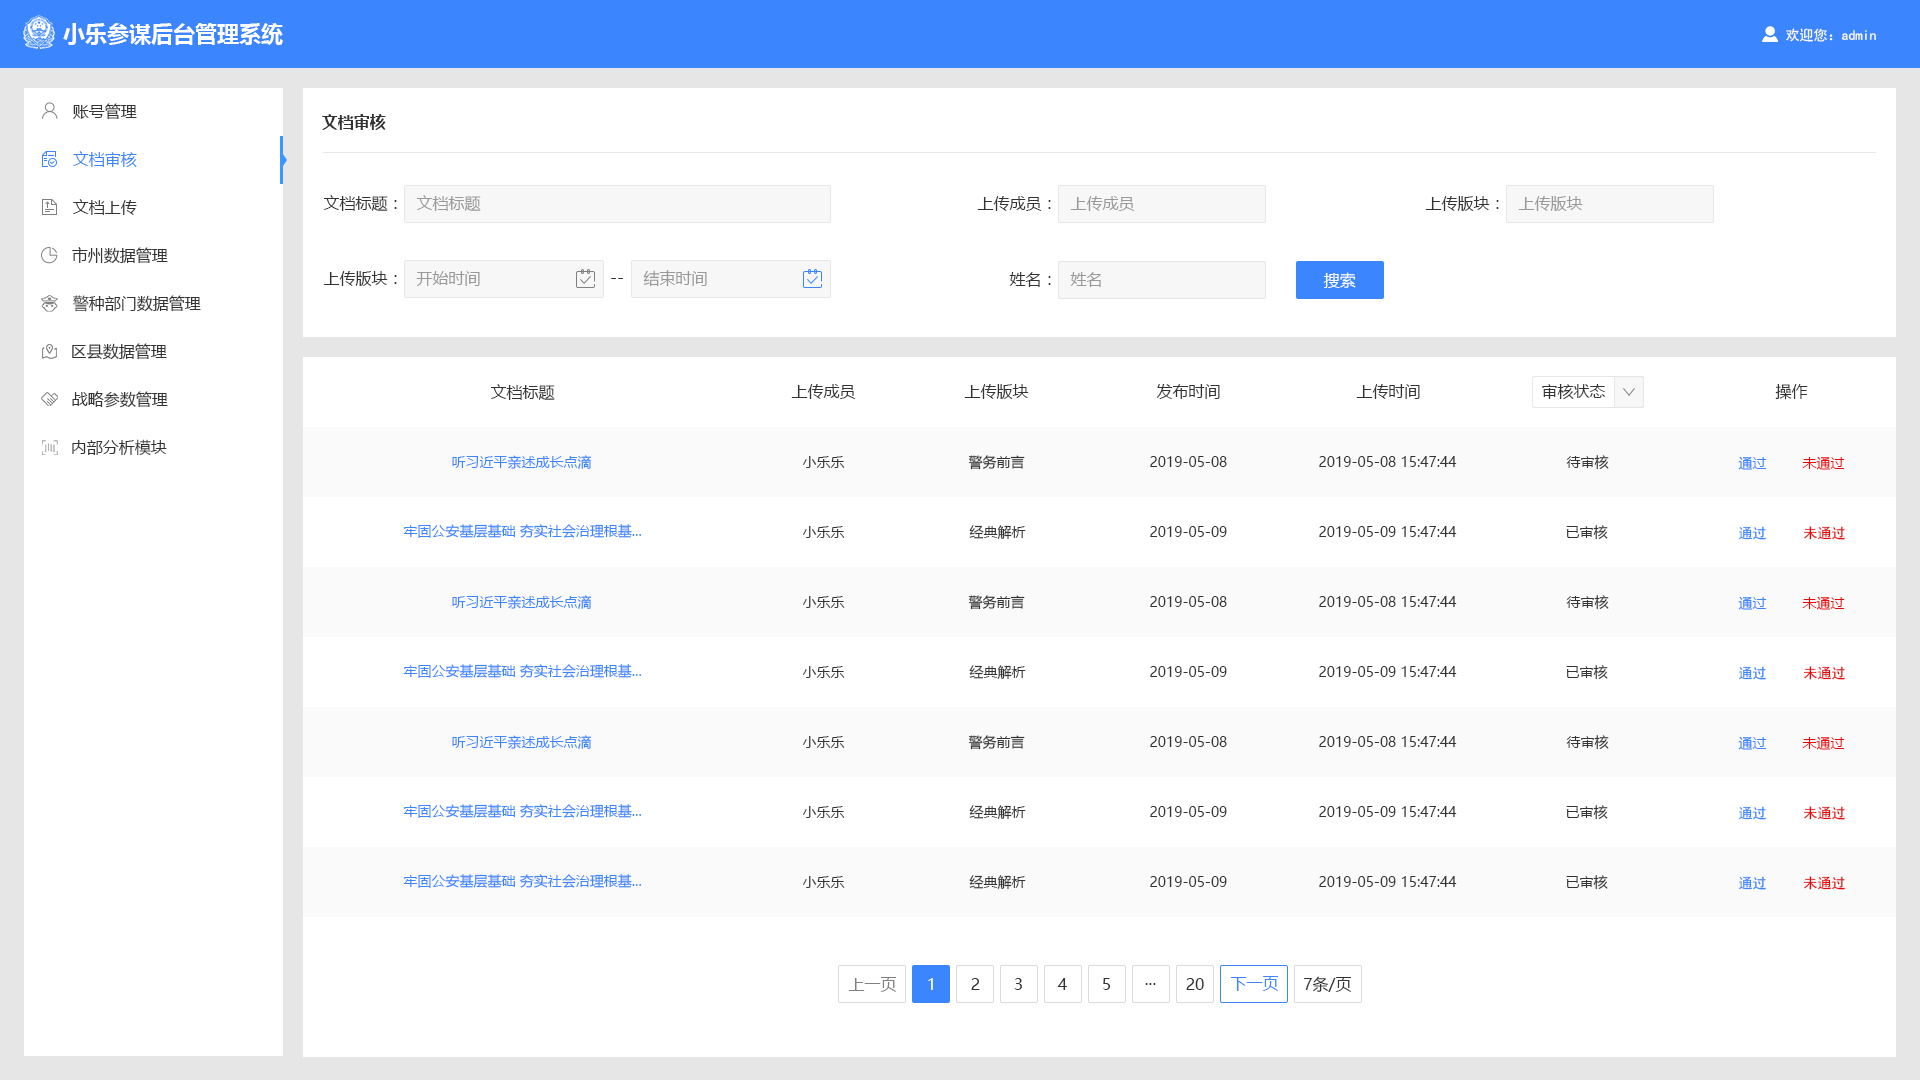 小乐参谋后台管理系统
欢迎您：admin
账号管理
文档审核
文档上传
市州数据管理
警种部门数据管理
区县数据管理
战略参数管理
内部分析模块
文档审核
文档标题： 文档标题 上传成员： 上传成员 上传版块： 上传版块
上传版块： 开始时间 -- 结束时间 姓名： 姓名 搜索
文档标题 上传成员 上传版块 发布时间 上传时间 审核状态 操作
听习近平亲述成长点滴 小乐乐 警务前言 2019-05-08 2019-05-08 15:47:44 待审核 通过 未通过
牢固公安基层基础 夯实社会治理根基... 小乐乐 经典解析 2019-05-09 2019-05-09 15:47:44 已审核 通过 未通过
听习近平亲述成长点滴 小乐乐 警务前言 2019-05-08 2019-05-08 15:47:44 待审核 通过 未通过
牢固公安基层基础 夯实社会治理根基... 小乐乐 经典解析 2019-05-09 2019-05-09 15:47:44 已审核 通过 未通过
听习近平亲述成长点滴 小乐乐 警务前言 2019-05-08 2019-05-08 15:47:44 待审核 通过 未通过
牢固公安基层基础 夯实社会治理根基... 小乐乐 经典解析 2019-05-09 2019-05-09 15:47:44 已审核 通过 未通过
牢固公安基层基础 夯实社会治理根基... 小乐乐 经典解析 2019-05-09 2019-05-09 15:47:44 已审核 通过 未通过
上一页 1 2 3 4 5 ··· 20 下一页 7条/页